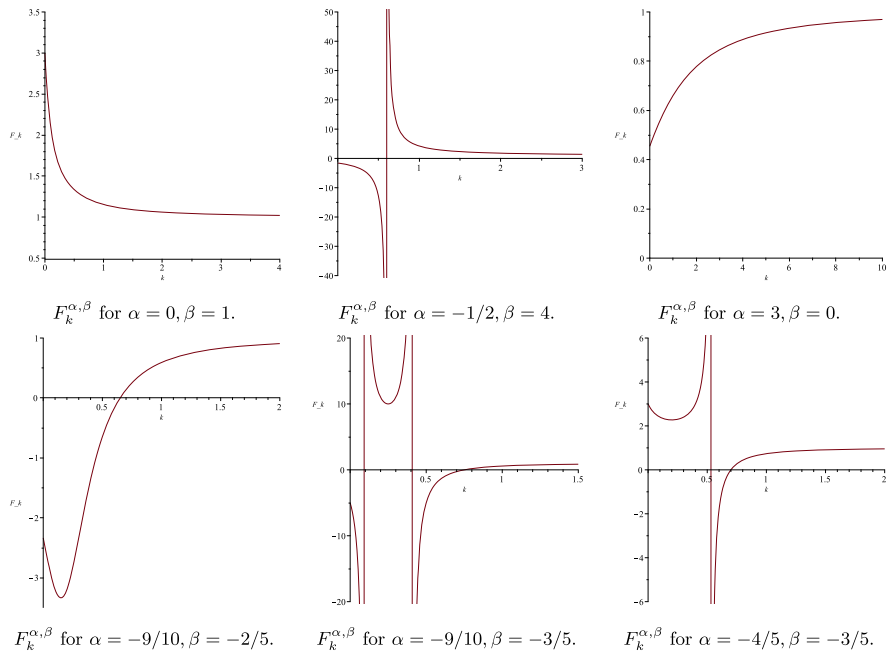 3.5
3
2.5
F_k
2
1.5
1
0.5
0 1 2 3 4
k
50
40
30
20
10
0
1 2 3
k
−10
−20
−30
−40
1
0.8
F_k
0.6
0.4
0.2
0
0 2 4 6 8 10
k
F_k^{α,β} for α = 0, β = 1.
F_k^{α,β} for α = −1/2, β = 4.
F_k^{α,β} for α = 3, β = 0.
1
0
0.5 1 1.5 2
k
−1
F_k
−2
−3
20
F_k
10
0
0.5 1 1.5
k
−10
−20
6
4
F_k
2
0
0.5 1 1.5 2
k
−2
−4
−6
F_k^{α,β} for α = −9/10, β = −2/5.
F_k^{α,β} for α = −9/10, β = −3/5.
F_k^{α,β} for α = −4/5, β = −3/5.